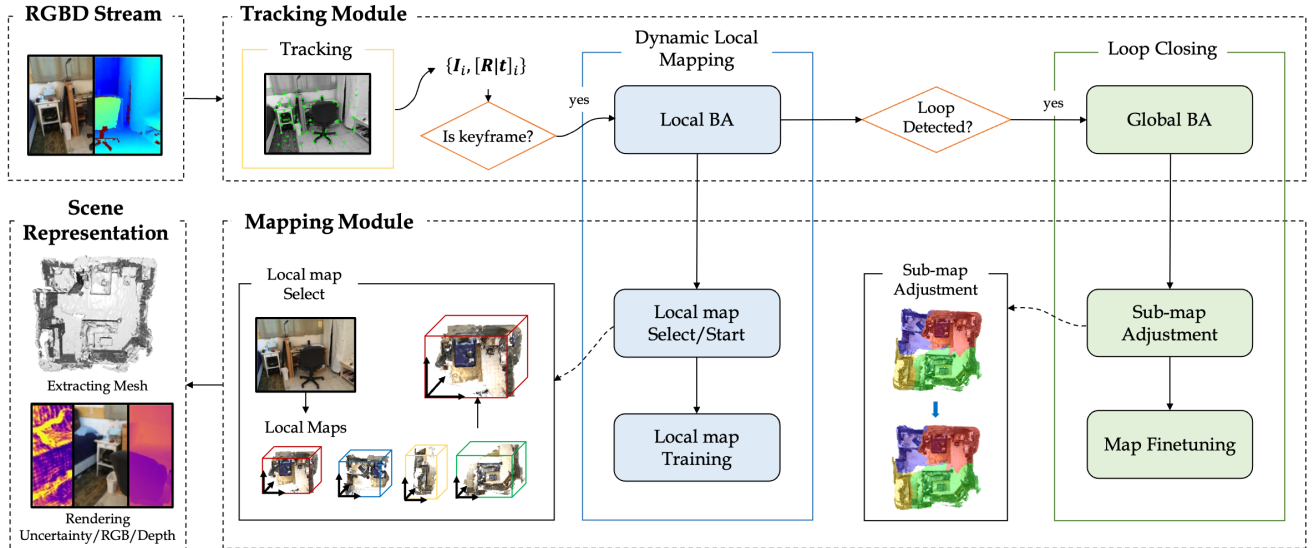 RGBD Stream
Tracking Module
Tracking
{I_i, [R|t]_i}
Is keyframe?
yes
Dynamic Local
Mapping
Local BA
Loop
Detected?
yes
Loop Closing
Global BA
Scene
Representation
Extracting Mesh
Rendering
Uncertainty/RGB/Depth
Mapping Module
Local map
Select
Local Maps
Local map
Select/Start
Local map
Training
Sub-map
Adjustment
Sub-map
Adjustment
Map Finetuning